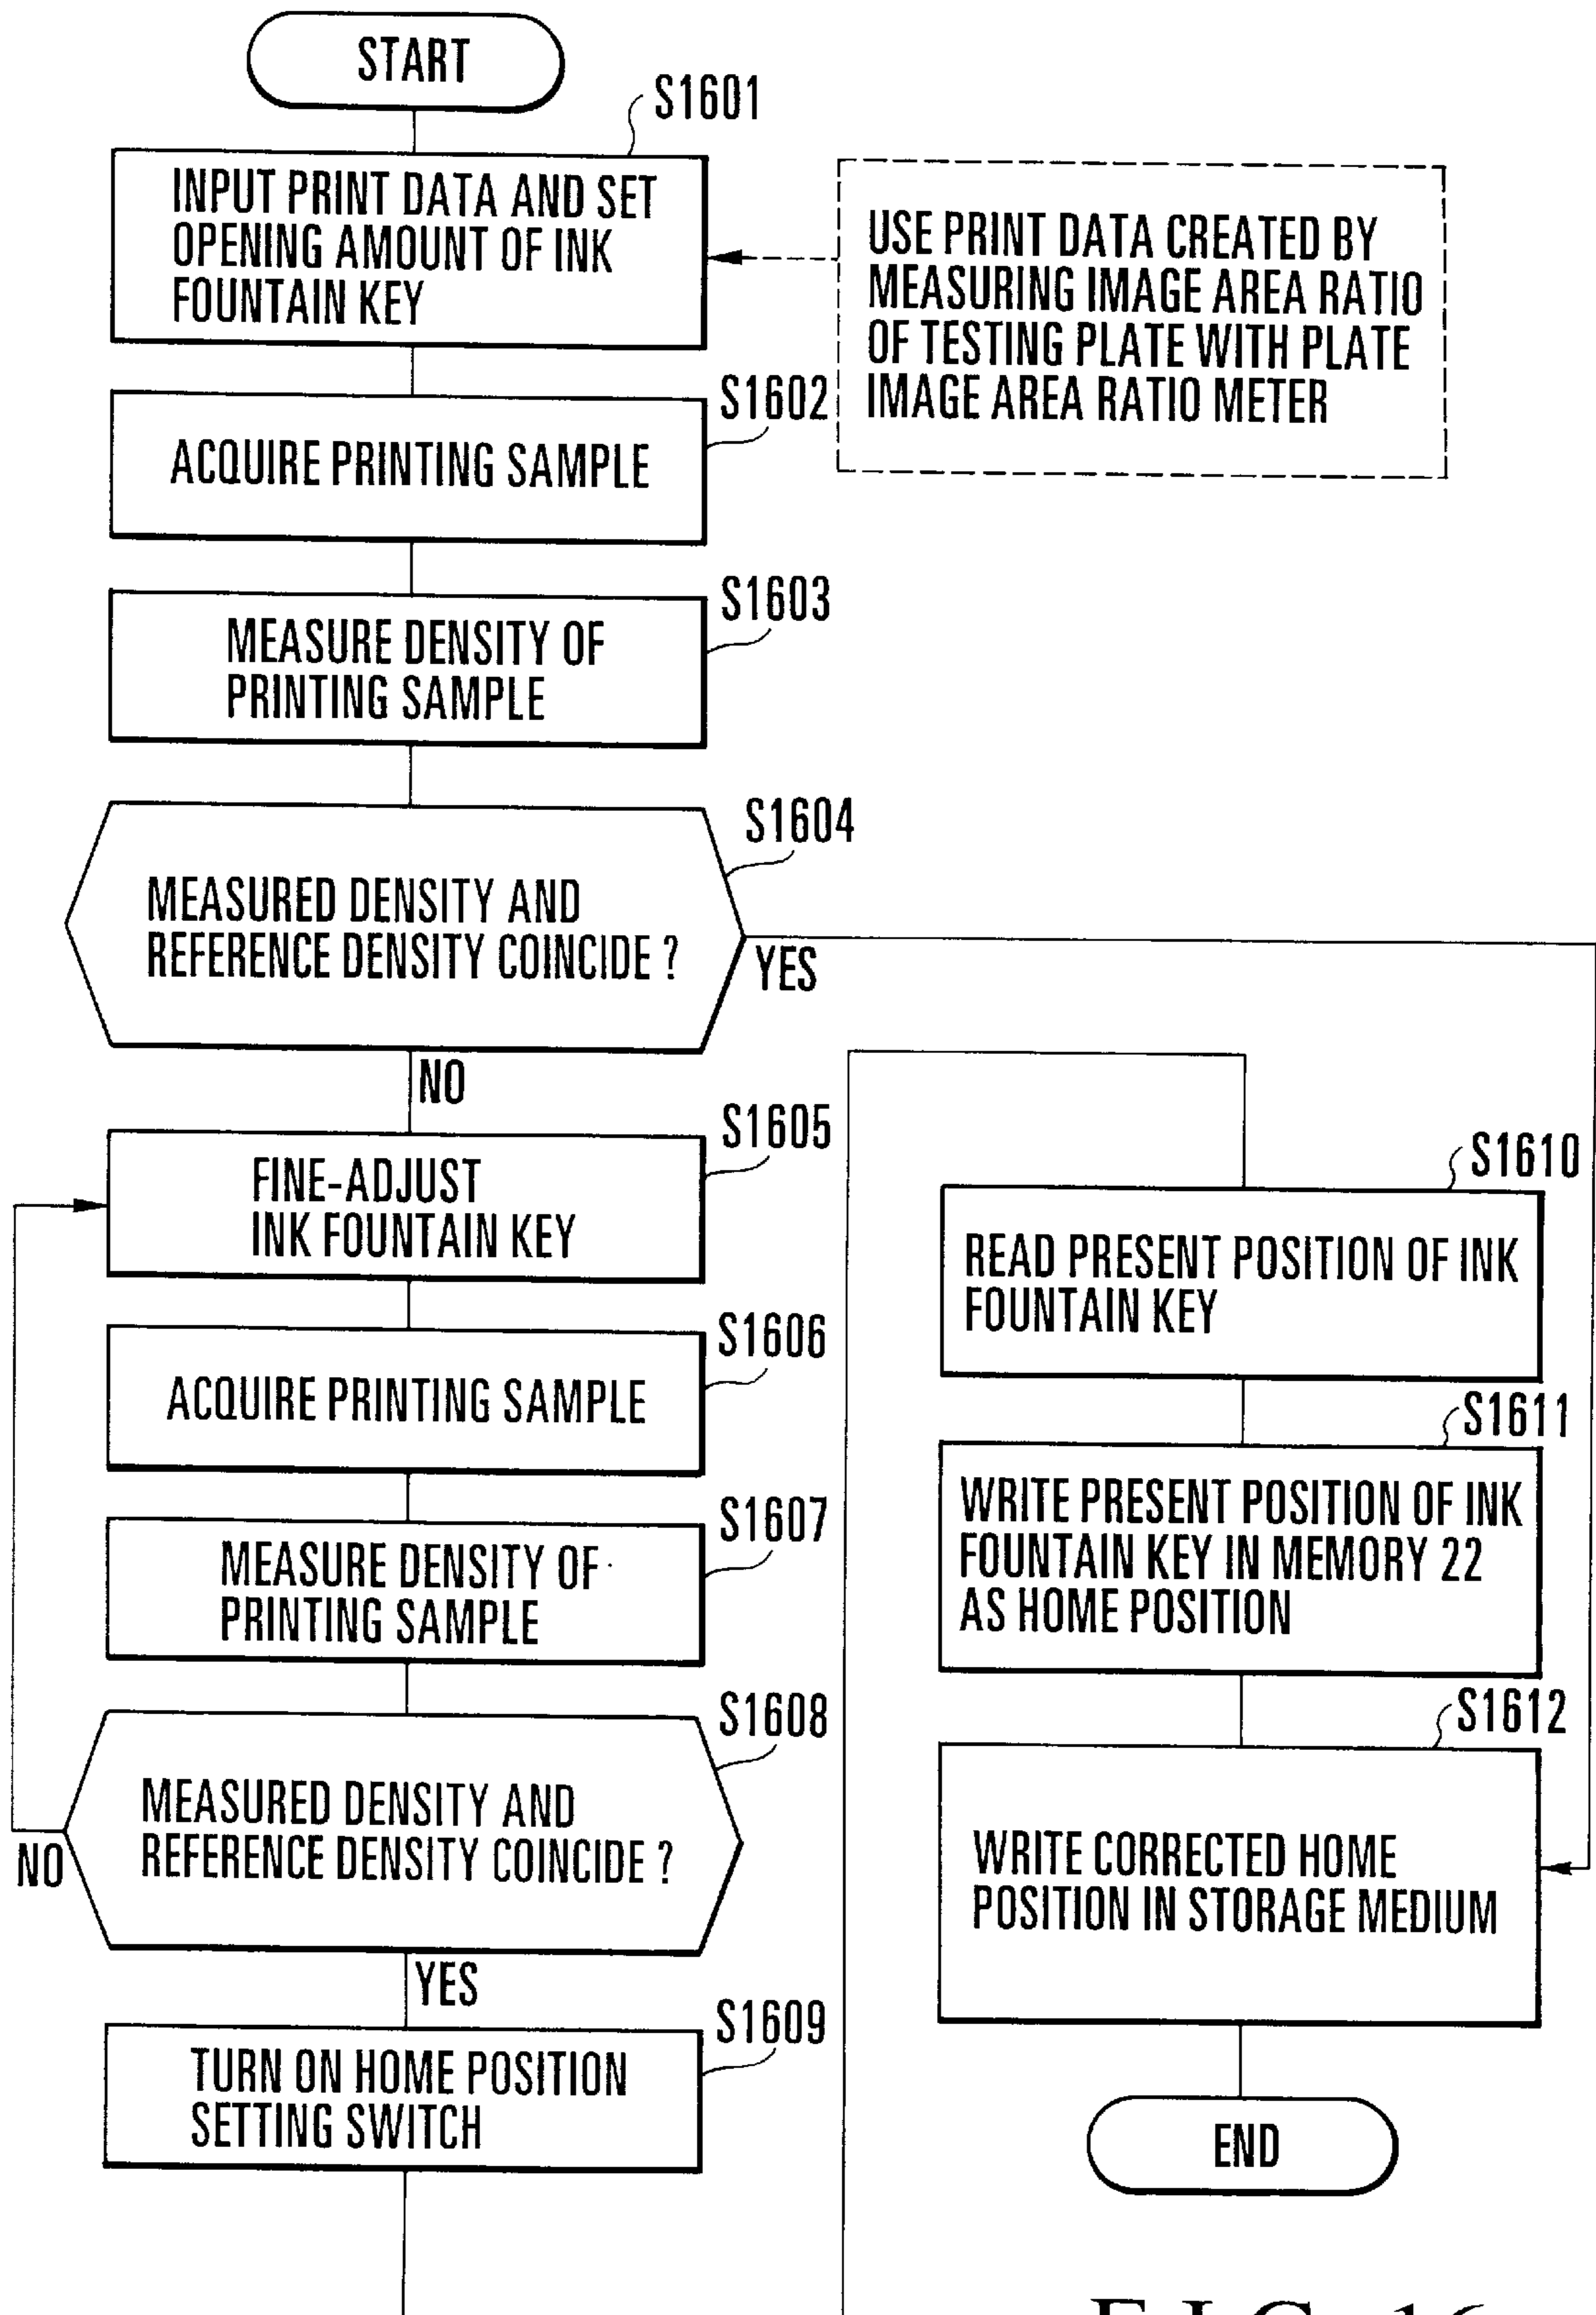 START
S1601
INPUT PRINT DATA AND SET
OPENING AMOUNT OF INK
FOUNTAIN KEY
USE PRINT DATA CREATED BY
MEASURING IMAGE AREA RATIO
OF TESTING PLATE WITH PLATE
IMAGE AREA RATIO METER
S1602
ACQUIRE PRINTING SAMPLE
S1603
MEASURE DENSITY OF
PRINTING SAMPLE
S1604
MEASURED DENSITY AND
REFERENCE DENSITY COINCIDE ?
YES
NO
S1605
FINE-ADJUST
INK FOUNTAIN KEY
S1606
ACQUIRE PRINTING SAMPLE
S1607
MEASURE DENSITY OF
PRINTING SAMPLE
S1608
MEASURED DENSITY AND
REFERENCE DENSITY COINCIDE ?
NO
YES
S1609
TURN ON HOME POSITION
SETTING SWITCH
S1610
READ PRESENT POSITION OF INK
FOUNTAIN KEY
S1611
WRITE PRESENT POSITION OF INK
FOUNTAIN KEY IN MEMORY 22
AS HOME POSITION
S1612
WRITE CORRECTED HOME
POSITION IN STORAGE MEDIUM
END